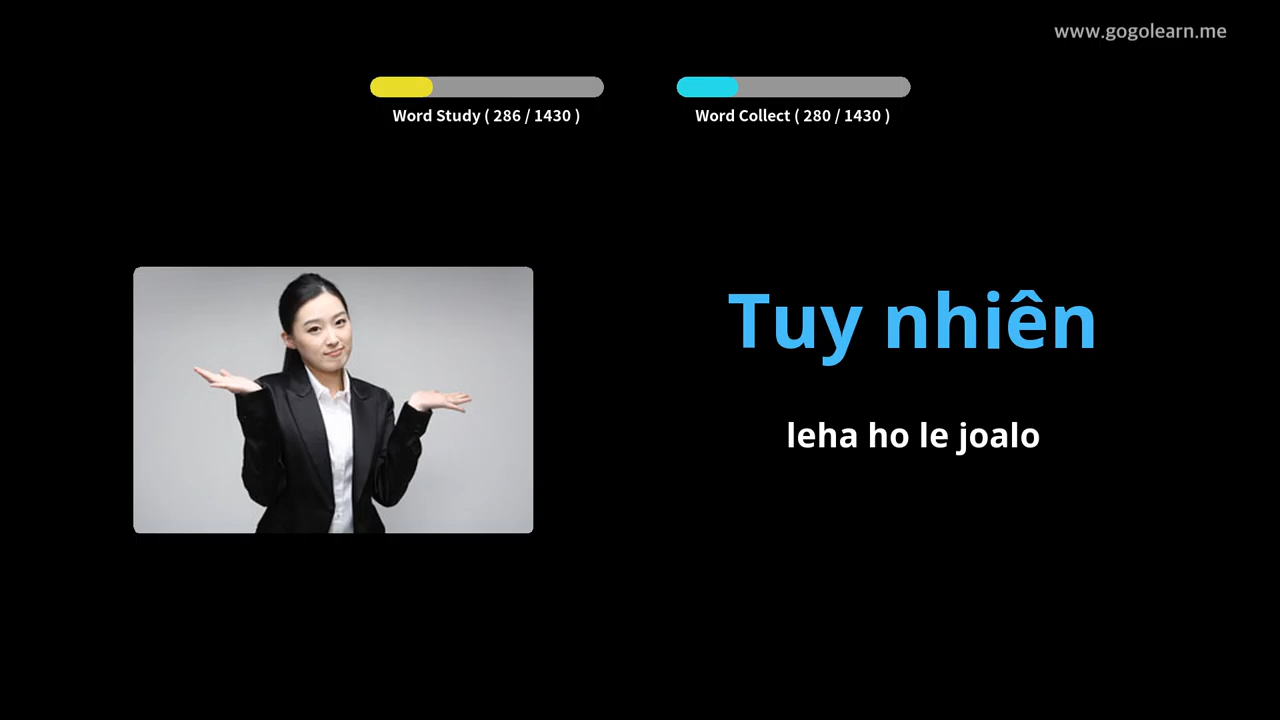 www.gogolearn.me
Word Study ( 286 / 1430 )
Word Collect ( 280 / 1430 )
Tuy nhiên
leha ho le joalo